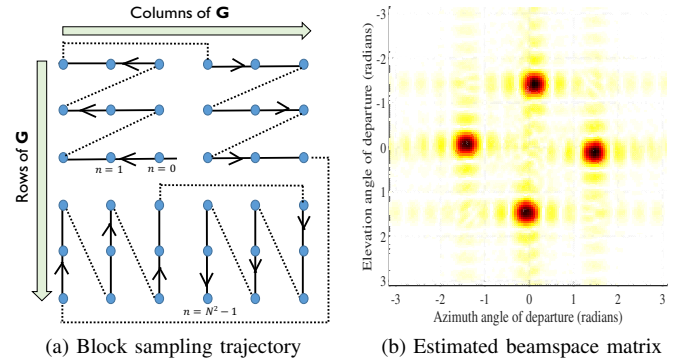 Columns of G
Rows of G
n = 1
n = 0
n = N² − 1
(a) Block sampling trajectory
-3
-2
-1
0
1
2
3
Elevation angle of departure (radians)
-3 -2 -1 0 1 2 3
Azimuth angle of departure (radians)
(b) Estimated beamspace matrix